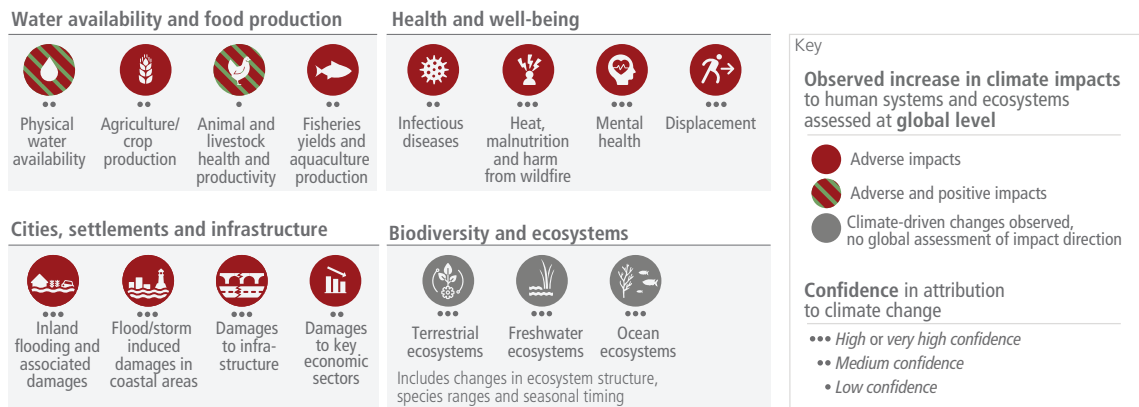 Water availability and food production
Physical
water
availability
Agriculture/
crop
production
Animal and
livestock
health and
productivity
Fisheries
yields and
aquaculture
production
Health and well-being
Infectious
diseases
Heat,
malnutrition
and harm
from wildfire
Mental
health
Displacement
Cities, settlements and infrastructure
Inland
flooding and
associated
damages
Flood/storm
induced
damages in
coastal areas
Damages
to infra-
structure
Damages
to key
economic
sectors
Biodiversity and ecosystems
Terrestrial
ecosystems
Freshwater
ecosystems
Ocean
ecosystems
Includes changes in ecosystem structure,
species ranges and seasonal timing
Key
Observed increase in climate impacts
to human systems and ecosystems
assessed at global level
Adverse impacts
Adverse and positive impacts
Climate-driven changes observed,
no global assessment of impact direction
Confidence in attribution
to climate change
••• High or very high confidence
•• Medium confidence
• Low confidence